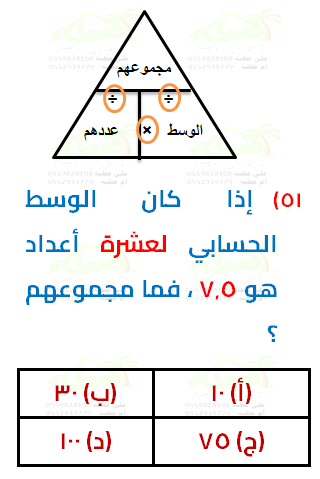 مجموعهم
÷ ÷
الوسط × عددهم
٥١) إذا كان الوسط
الحسابي لعشرة أعداد
هو ٧,٥ ، فما مجموعهم
؟
(أ) ١٠ (ب) ٣٠
(ج) ٧٥ (د) ١٠٠